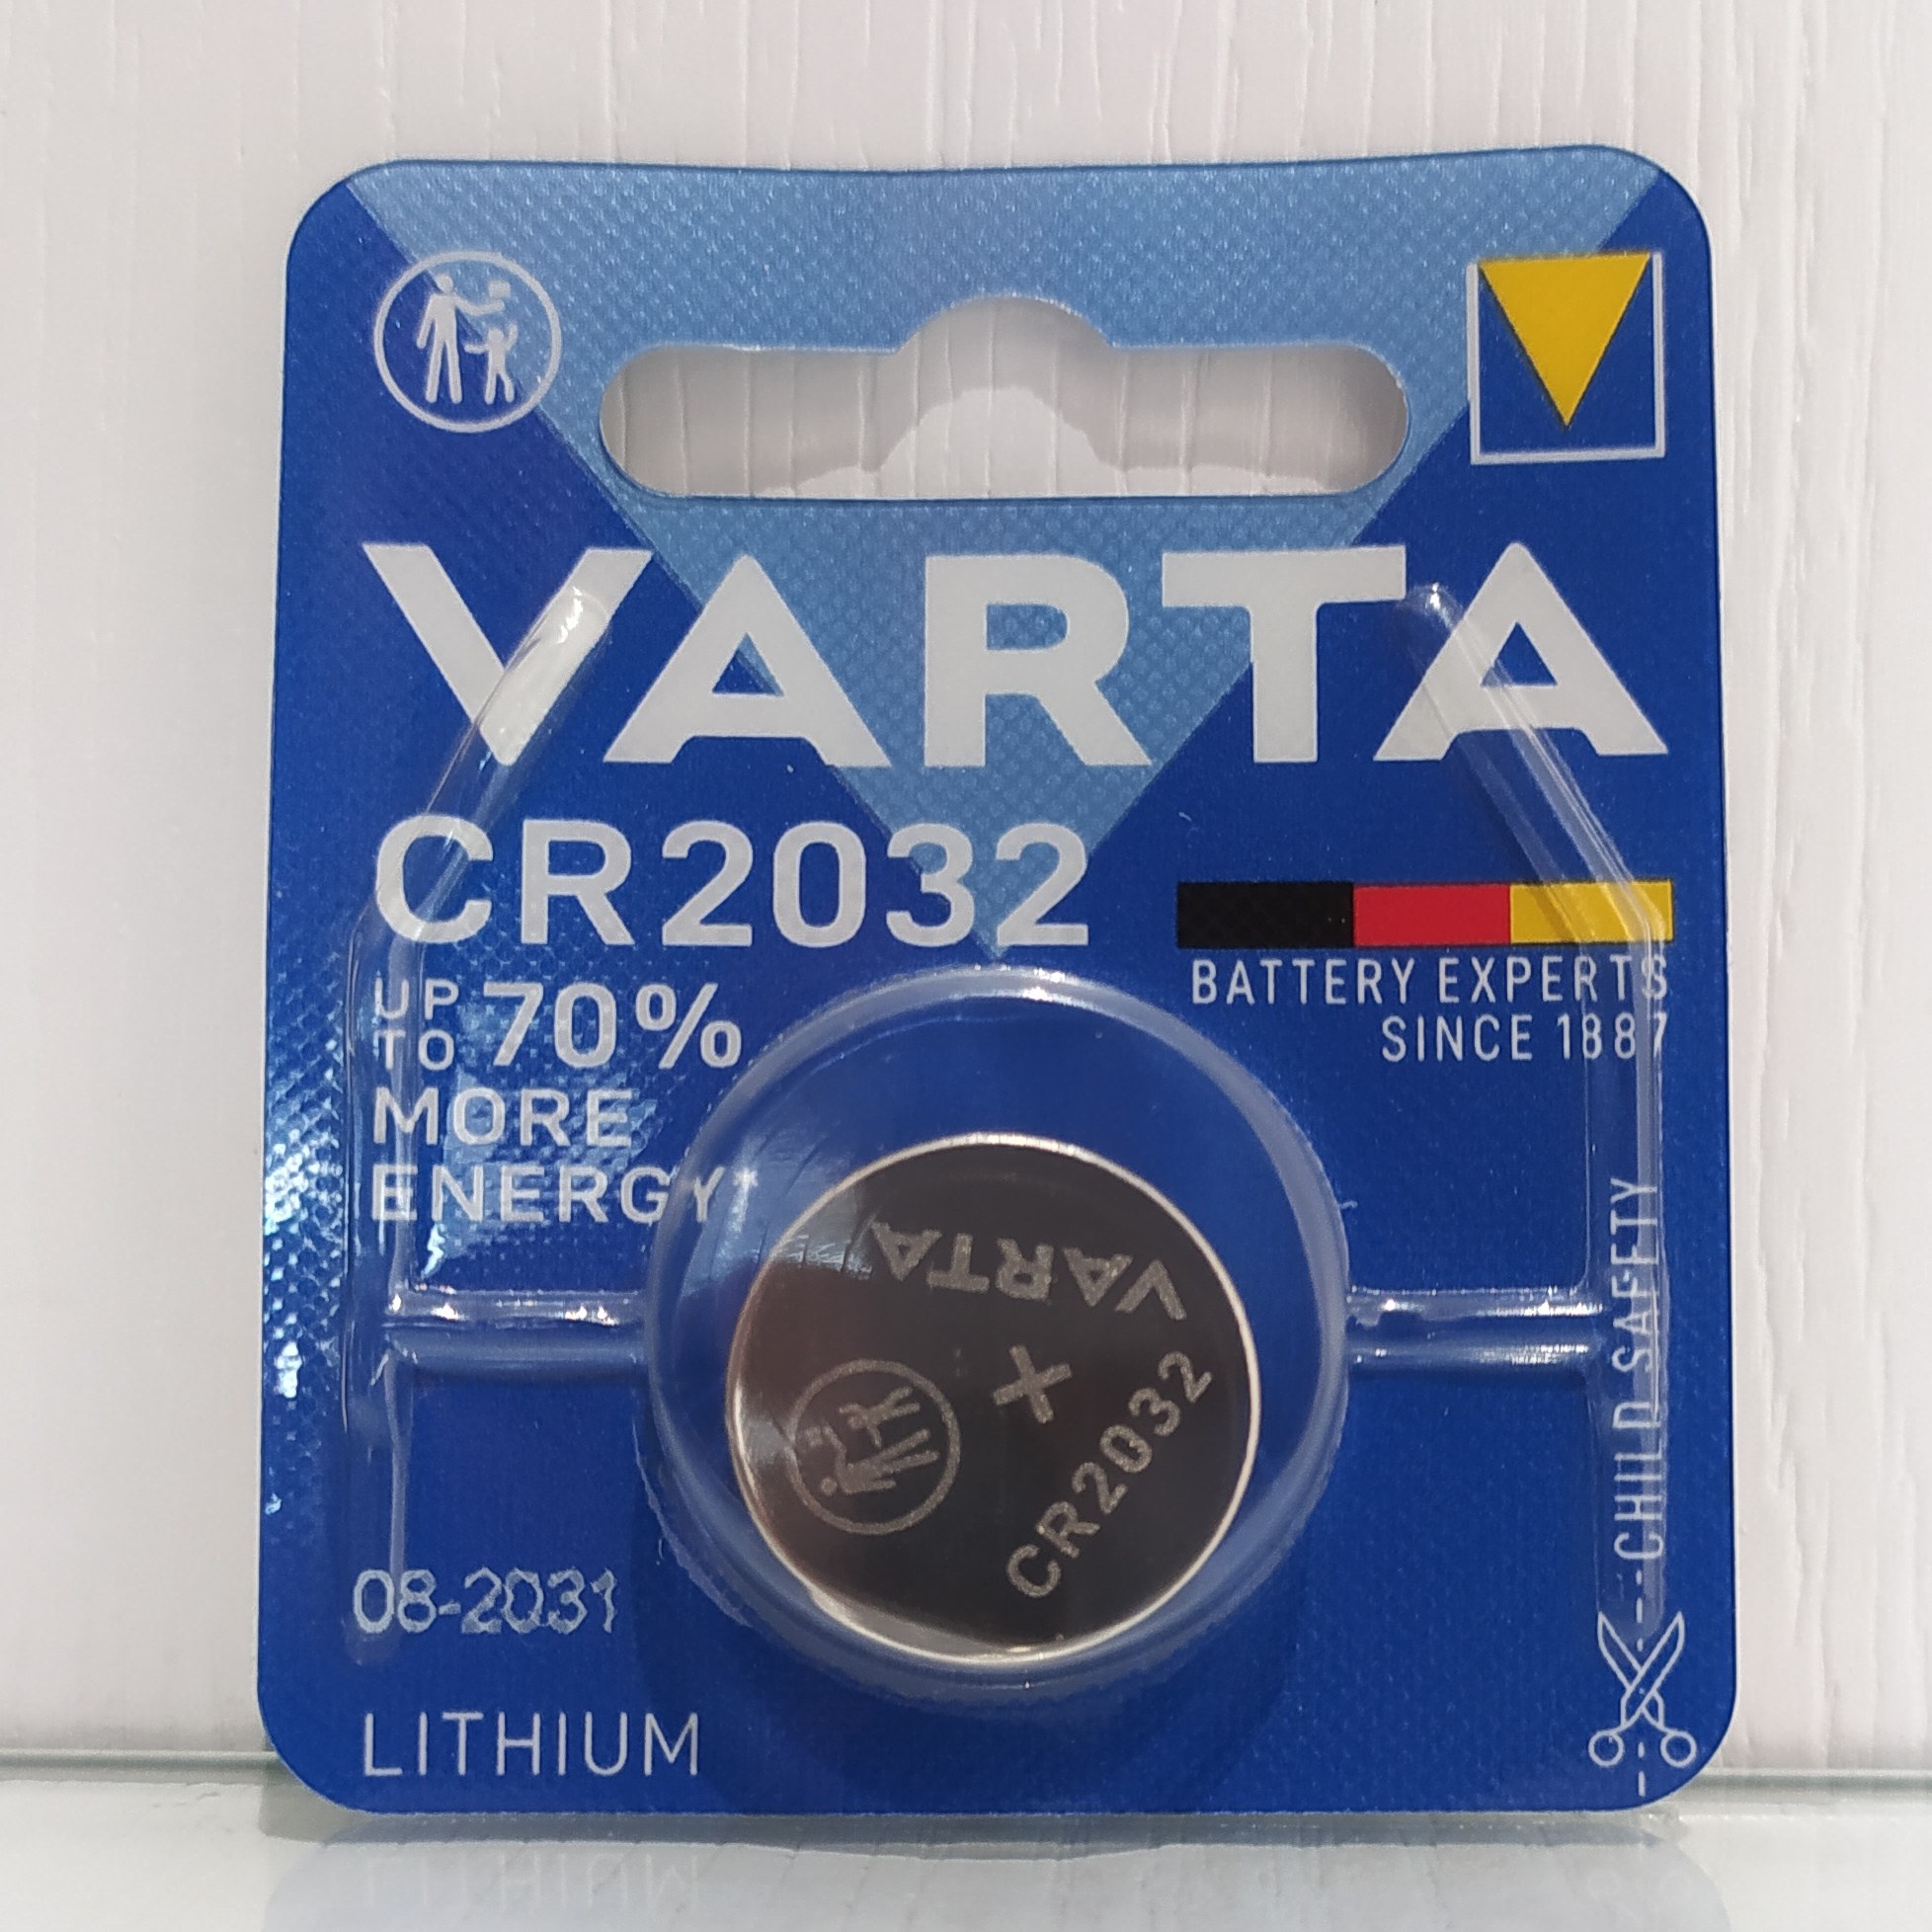 VARTA
CR2032
BATTERY EXPERTS
SINCE 1887
UP TO 70%
MORE
ENERGY*
VARTA
+
CR2032
CHILD SAFETY
08-2031
LITHIUM